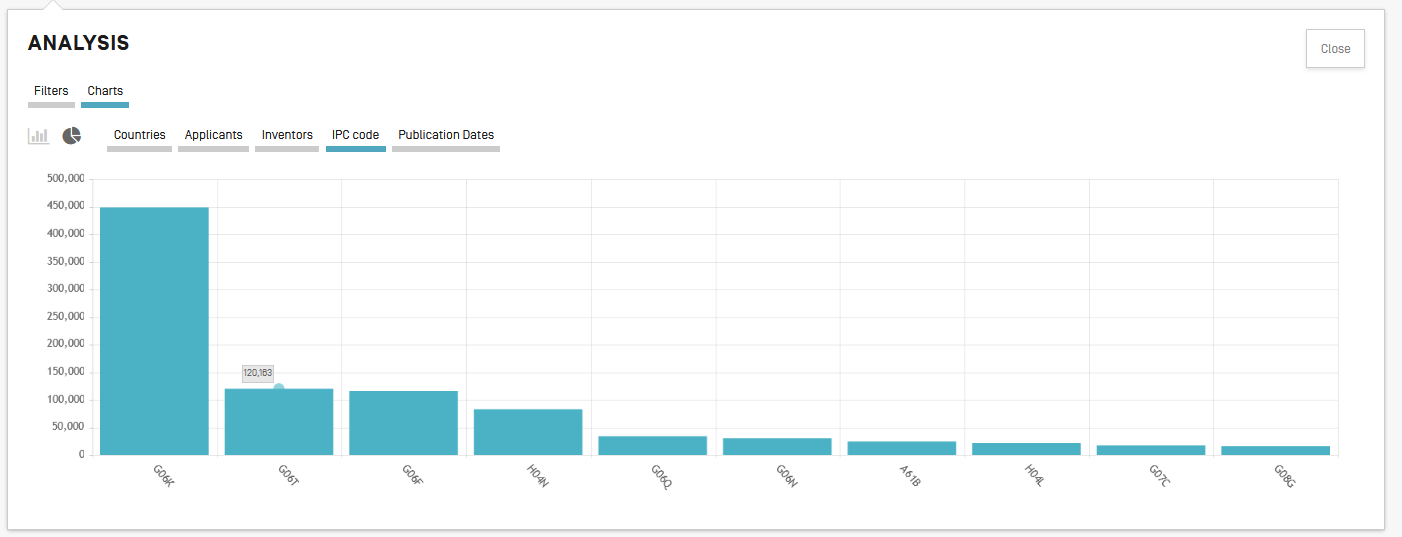 ANALYSIS
Close
Filters Charts
Countries Applicants Inventors IPC code Publication Dates
500,000
450,000
400,000
350,000
300,000
250,000
200,000
150,000
120,163
100,000
50,000
0
G06K G06T G06F H04N G06Q G06N A61B H04L G07C G08G